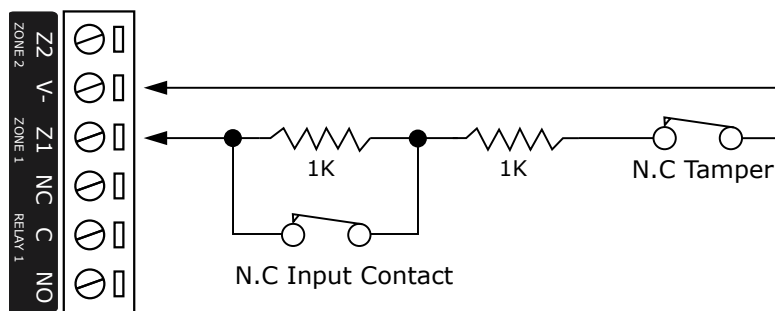 Z2
ZONE 2
V-
Z1
ZONE 1
NC
C
RELAY 1
NO
1K
1K
N.C Tamper
N.C Input Contact